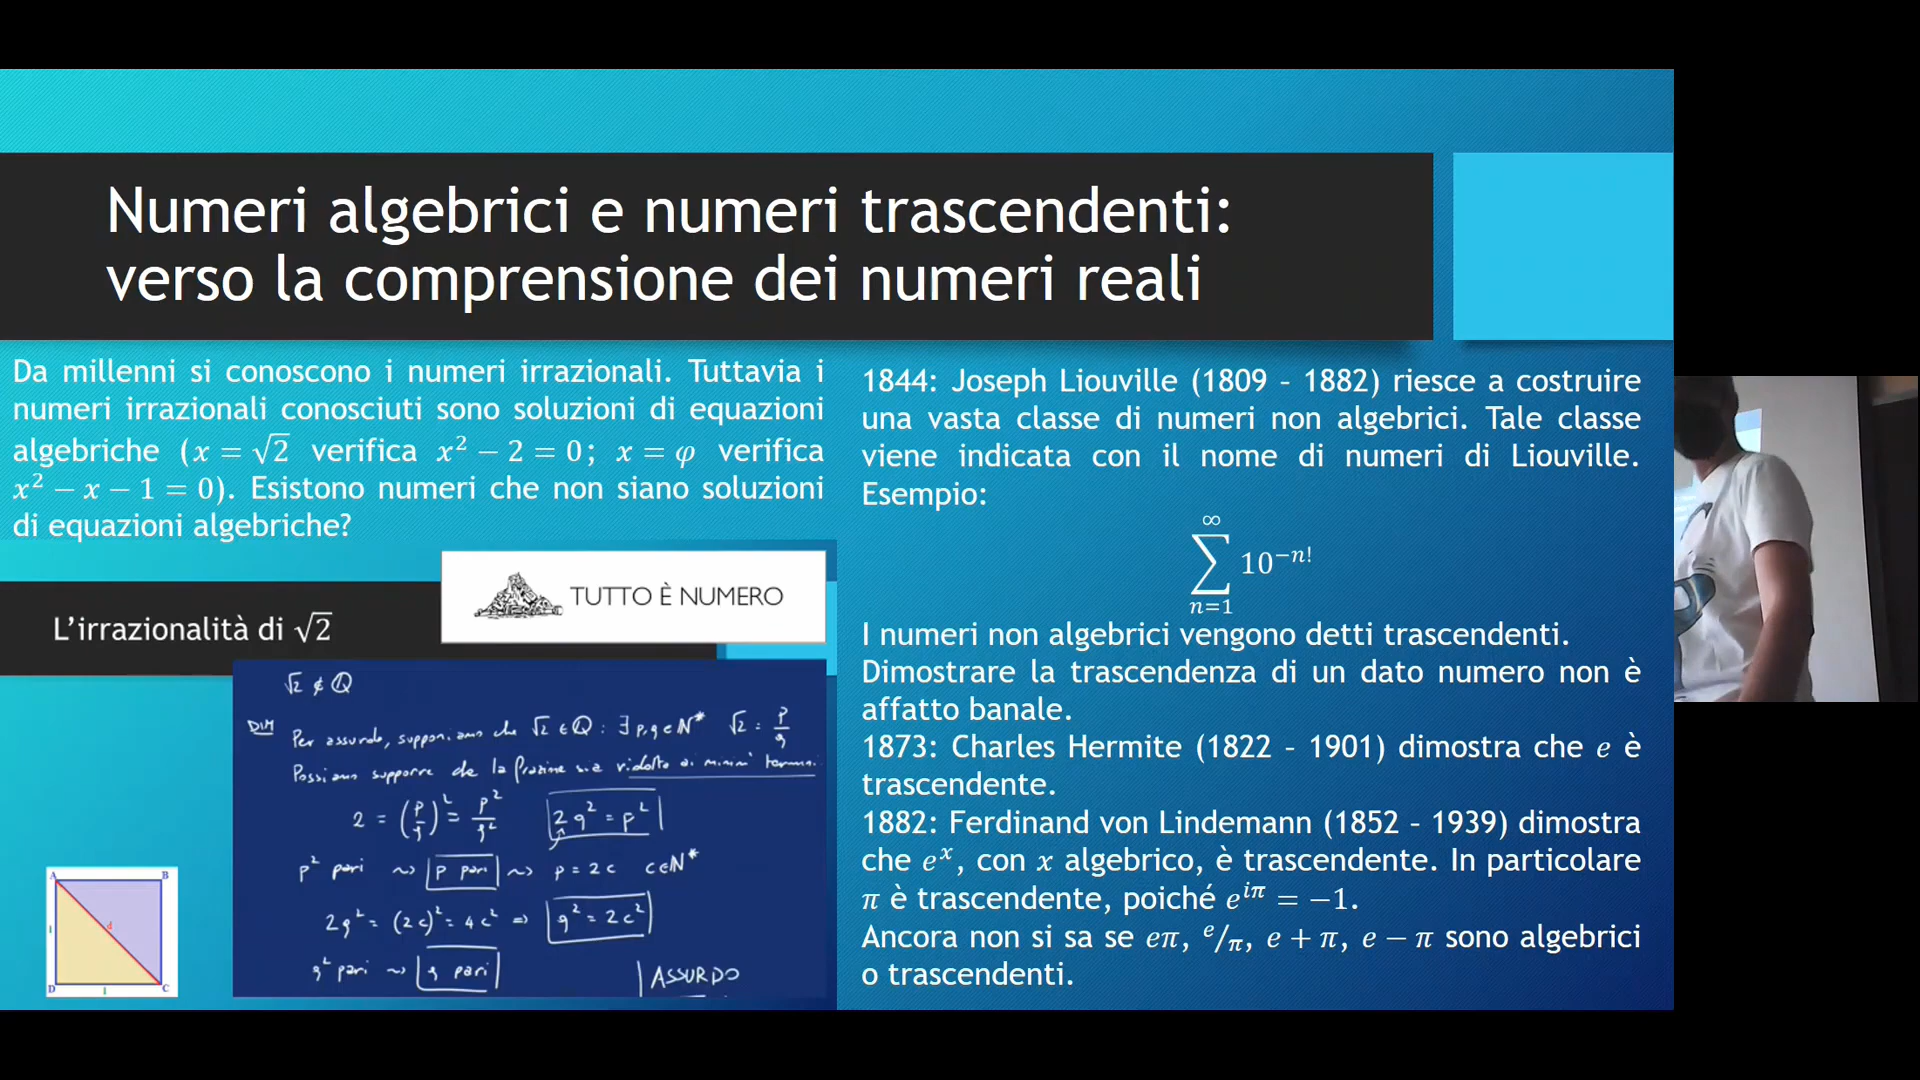 Numeri algebrici e numeri trascendenti:
verso la comprensione dei numeri reali
Da millenni si conoscono i numeri irrazionali. Tuttavia i
numeri irrazionali conosciuti sono soluzioni di equazioni
algebriche (x = √2 verifica x² − 2 = 0; x = φ verifica
x² − x − 1 = 0). Esistono numeri che non siano soluzioni
di equazioni algebriche?
TUTTO È NUMERO
L'irrazionalità di √2
√2 ∉ ℚ
DIM Per assurdo, supponiamo che √2 ∈ ℚ : ∃ p,q ∈ ℕ* √2 = p/q
Possiamo supporre che la frazione sia ridotta ai minimi termini
2 = (p/q)² = p²/q² 2q² = p²
p² pari ⇝ p pari ⇝ p = 2c c∈ℕ*
2q² = (2c)² = 4c² ⇒ q² = 2c²
q² pari ⇝ q pari ASSURDO
A B
l d
D l C
1844: Joseph Liouville (1809 – 1882) riesce a costruire
una vasta classe di numeri non algebrici. Tale classe
viene indicata con il nome di numeri di Liouville.
Esempio:
∞
∑ 10^{−n!}
n=1
I numeri non algebrici vengono detti trascendenti.
Dimostrare la trascendenza di un dato numero non è
affatto banale.
1873: Charles Hermite (1822 – 1901) dimostra che e è
trascendente.
1882: Ferdinand von Lindemann (1852 – 1939) dimostra
che eˣ, con x algebrico, è trascendente. In particolare
π è trascendente, poiché e^{iπ} = −1.
Ancora non si sa se eπ, e/π, e + π, e − π sono algebrici
o trascendenti.